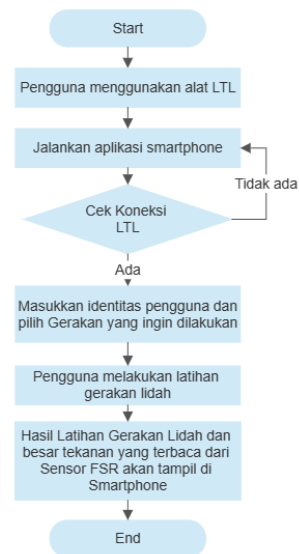 Start
Pengguna menggunakan alat LTL
Jalankan aplikasi smartphone
Tidak ada
Cek Koneksi
LTL
Ada
Masukkan identitas pengguna dan
pilih Gerakan yang ingin dilakukan
Pengguna melakukan latihan
gerakan lidah
Hasil Latihan Gerakan Lidah dan
besar tekanan yang terbaca dari
Sensor FSR akan tampil di
Smartphone
End